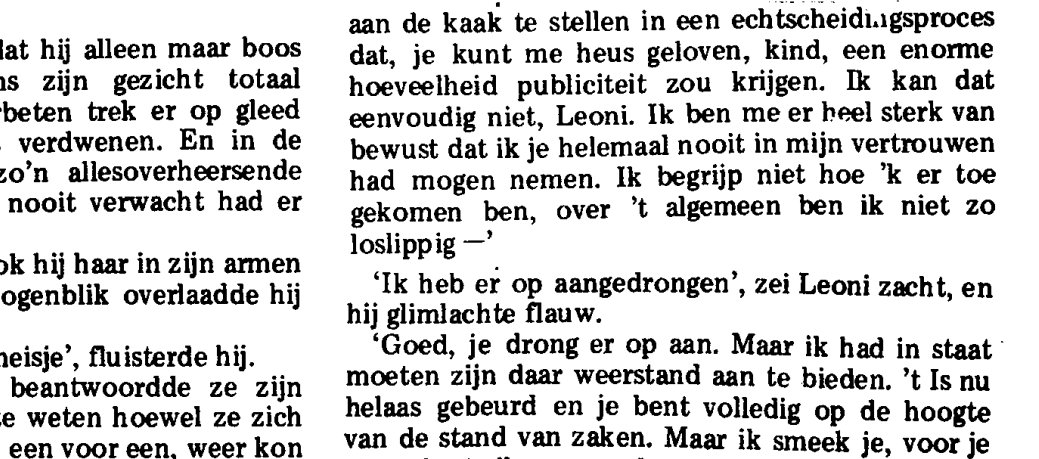 dat hij alleen maar boos
zijn gezicht totaal
trek er op gleed
verdwenen. En in de
zo'n allesoverheersende
nooit verwacht had er
hij haar in zijn armen
ogenblik overlaadde hij
fluisterde hij.
beantwoordde ze zijn
weten hoewel ze zich
een voor een, weer kon
aan de kaak te stellen in een echtscheidingsproces
dat, je kunt me heus geloven, kind, een enorme
hoeveelheid publiciteit zou krijgen. Ik kan dat
eenvoudig niet, Leoni. Ik ben me er heel sterk van
bewust dat ik je helemaal nooit in mijn vertrouwen
had mogen nemen. Ik begrijp niet hoe 'k er toe
gekomen ben, over 't algemeen ben ik niet zo
loslippig —'
'Ik heb er op aangedrongen', zei Leoni zacht, en
hij glimlachte flauw.
'Goed, je drong er op aan. Maar ik had in staat
moeten zijn daar weerstand aan te bieden. 't Is nu
helaas gebeurd en je bent volledig op de hoogte
van de stand van zaken. Maar ik smeek je, voor je